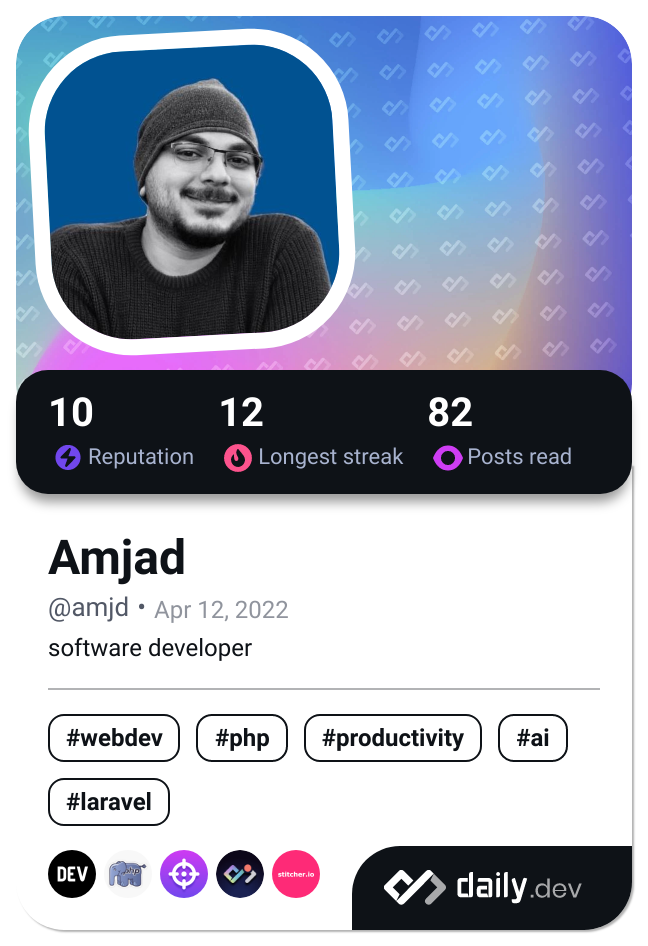 10 12 82
Reputation Longest streak Posts read
Amjad
@amjd • Apr 12, 2022
software developer
#webdev #php #productivity #ai
#laravel
DEV php stitcher.io
daily.dev